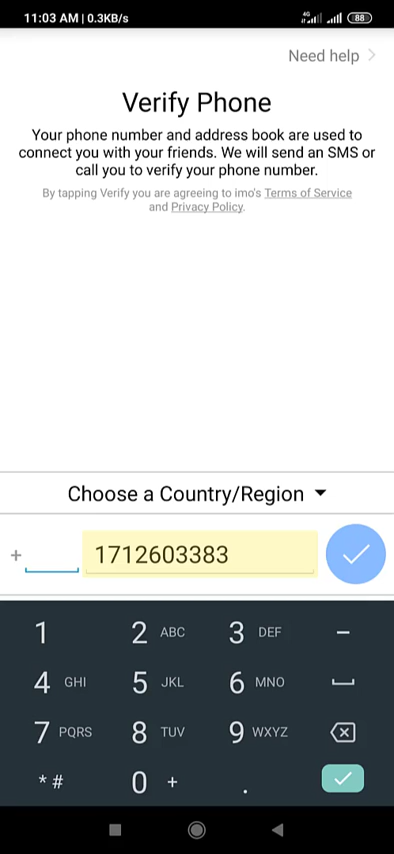 11:03 AM | 0.3KB/s 4G 88
Need help
Verify Phone
Your phone number and address book are used to
connect you with your friends. We will send an SMS or
call you to verify your phone number.
By tapping Verify you are agreeing to imo's Terms of Service
and Privacy Policy.
Choose a Country/Region
+ 1712603383
1 2 ABC 3 DEF –
4 GHI 5 JKL 6 MNO
7 PQRS 8 TUV 9 WXYZ
* # 0 + .